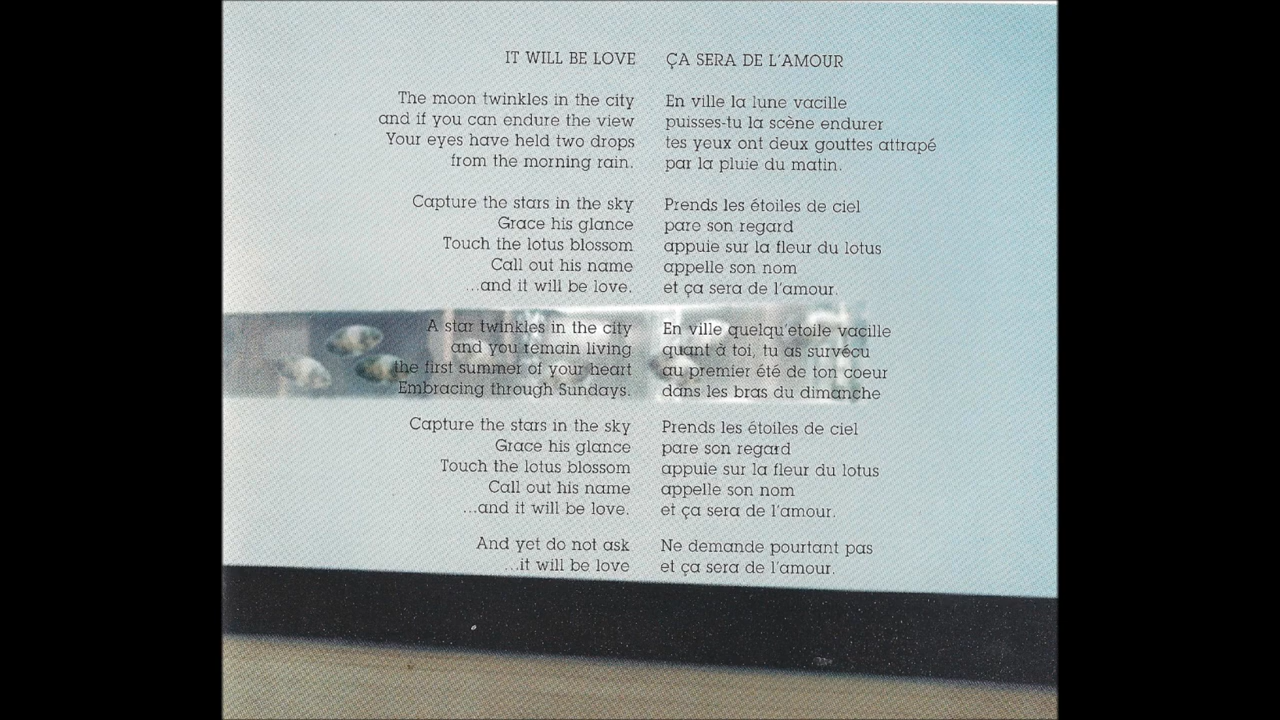 IT WILL BE LOVE
The moon twinkles in the city
and if you can endure the view
Your eyes have held two drops
from the morning rain.
Capture the stars in the sky
Grace his glance
Touch the lotus blossom
Call out his name
...and it will be love.
A star twinkles in the city
and you remain living
the first summer of your heart
Embracing through Sundays.
Capture the stars in the sky
Grace his glance
Touch the lotus blossom
Call out his name
...and it will be love.
And yet do not ask
...it will be love
ÇA SERA DE L'AMOUR
En ville la lune vacille
puisses-tu la scène endurer
tes yeux ont deux gouttes attrapé
par la pluie du matin.
Prends les étoiles de ciel
pare son regard
appuie sur la fleur du lotus
appelle son nom
et ça sera de l'amour.
En ville quelqu'etoile vacille
quant à toi, tu as survécu
au premier été de ton coeur
dans les bras du dimanche
Prends les étoiles de ciel
pare son regard
appuie sur la fleur du lotus
appelle son nom
et ça sera de l'amour.
Ne demande pourtant pas
et ça sera de l'amour.